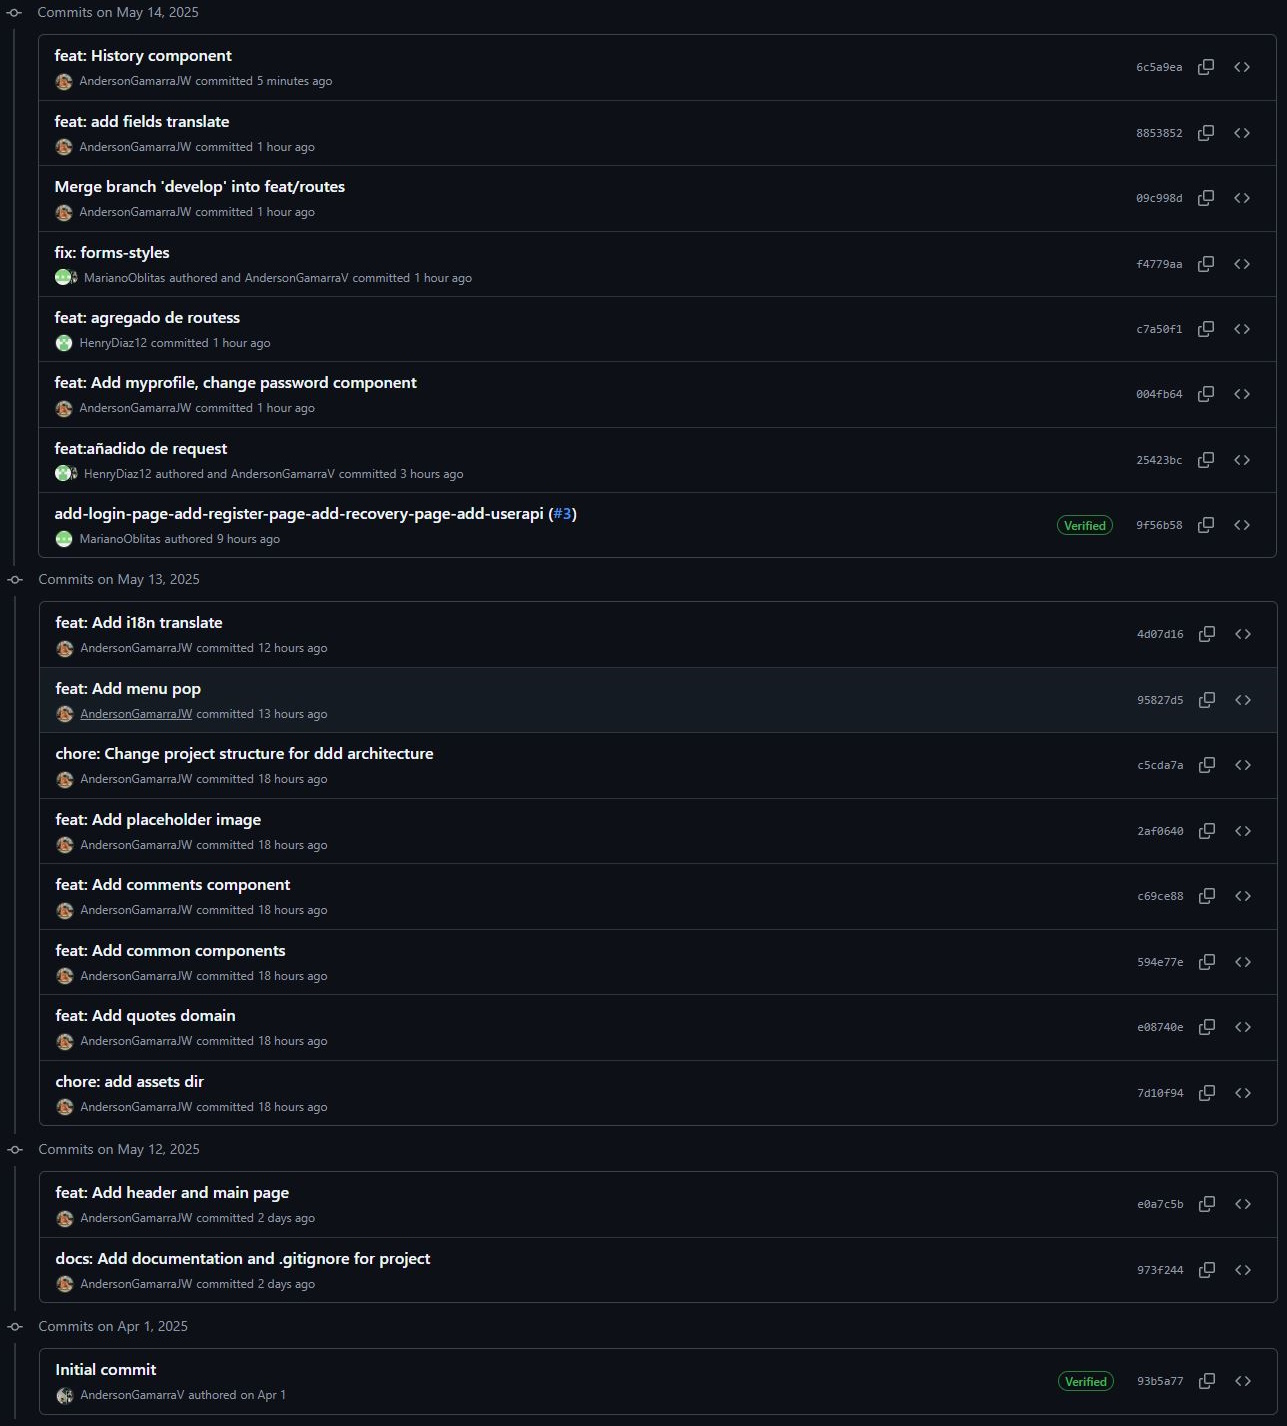 Commits on May 14, 2025
feat: History component
AndersonGamarraJW committed 5 minutes ago
6c5a9ea
feat: add fields translate
AndersonGamarraJW committed 1 hour ago
8853852
Merge branch 'develop' into feat/routes
AndersonGamarraJW committed 1 hour ago
09c998d
fix: forms-styles
MarianoOblitas authored and AndersonGamarraV committed 1 hour ago
f4779aa
feat: agregado de routess
HenryDiaz12 committed 1 hour ago
c7a50f1
feat: Add myprofile, change password component
AndersonGamarraJW committed 1 hour ago
004fb64
feat:añadido de request
HenryDiaz12 authored and AndersonGamarraV committed 3 hours ago
25423bc
add-login-page-add-register-page-add-recovery-page-add-userapi (#3)
MarianoOblitas authored 9 hours ago
Verified 9f56b58
Commits on May 13, 2025
feat: Add i18n translate
AndersonGamarraJW committed 12 hours ago
4d07d16
feat: Add menu pop
AndersonGamarraJW committed 13 hours ago
95827d5
chore: Change project structure for ddd architecture
AndersonGamarraJW committed 18 hours ago
c5cda7a
feat: Add placeholder image
AndersonGamarraJW committed 18 hours ago
2af0640
feat: Add comments component
AndersonGamarraJW committed 18 hours ago
c69ce88
feat: Add common components
AndersonGamarraJW committed 18 hours ago
594e77e
feat: Add quotes domain
AndersonGamarraJW committed 18 hours ago
e08740e
chore: add assets dir
AndersonGamarraJW committed 18 hours ago
7d10f94
Commits on May 12, 2025
feat: Add header and main page
AndersonGamarraJW committed 2 days ago
e0a7c5b
docs: Add documentation and .gitignore for project
AndersonGamarraJW committed 2 days ago
973f244
Commits on Apr 1, 2025
Initial commit
AndersonGamarraV authored on Apr 1
Verified 93b5a77